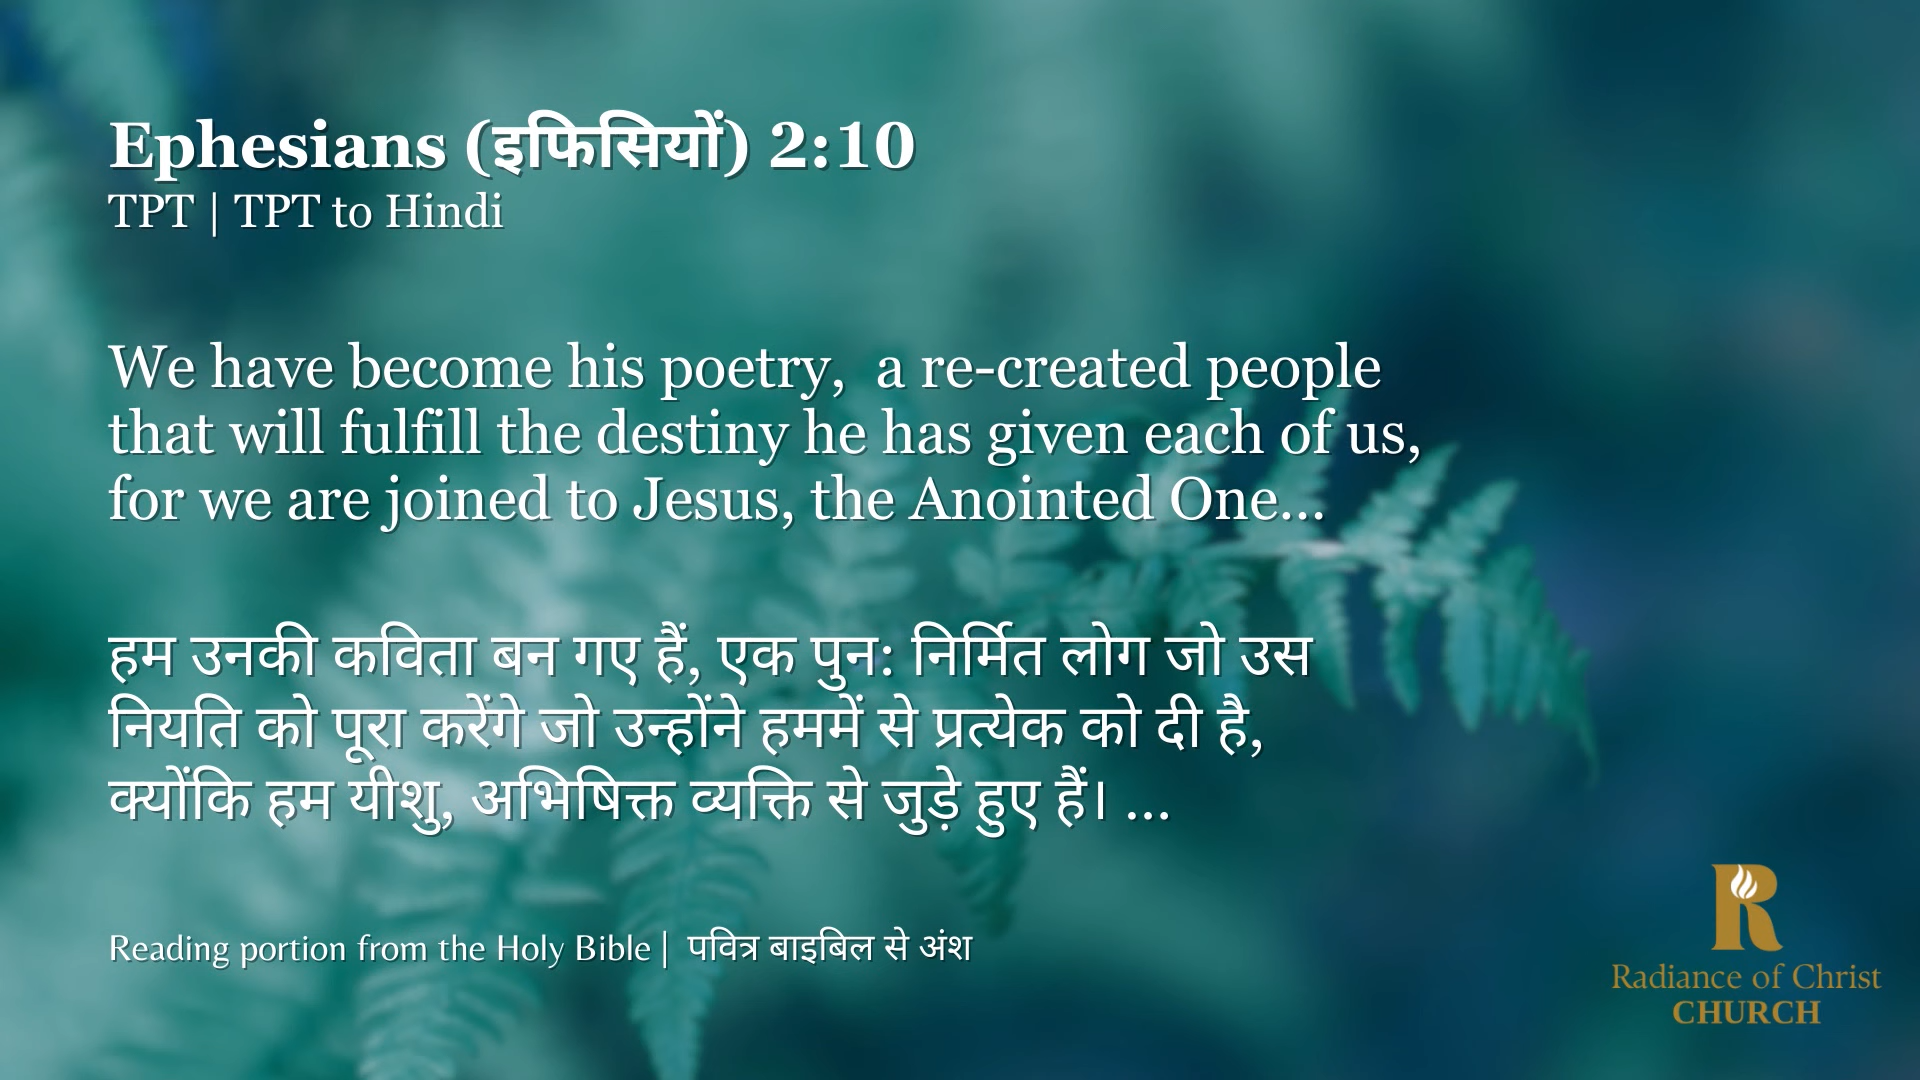 Ephesians (इफिसियों) 2:10
TPT | TPT to Hindi
We have become his poetry,  a re-created people
that will fulfill the destiny he has given each of us,
for we are joined to Jesus, the Anointed One...
हम उनकी कविता बन गए हैं, एक पुन: निर्मित लोग जो उस
नियति को पूरा करेंगे जो उन्होंने हममें से प्रत्येक को दी है,
क्योंकि हम यीशु, अभिषिक्त व्यक्ति से जुड़े हुए हैं। ...
Reading portion from the Holy Bible |  पवित्र बाइबिल से अंश
R
Radiance of Christ
CHURCH